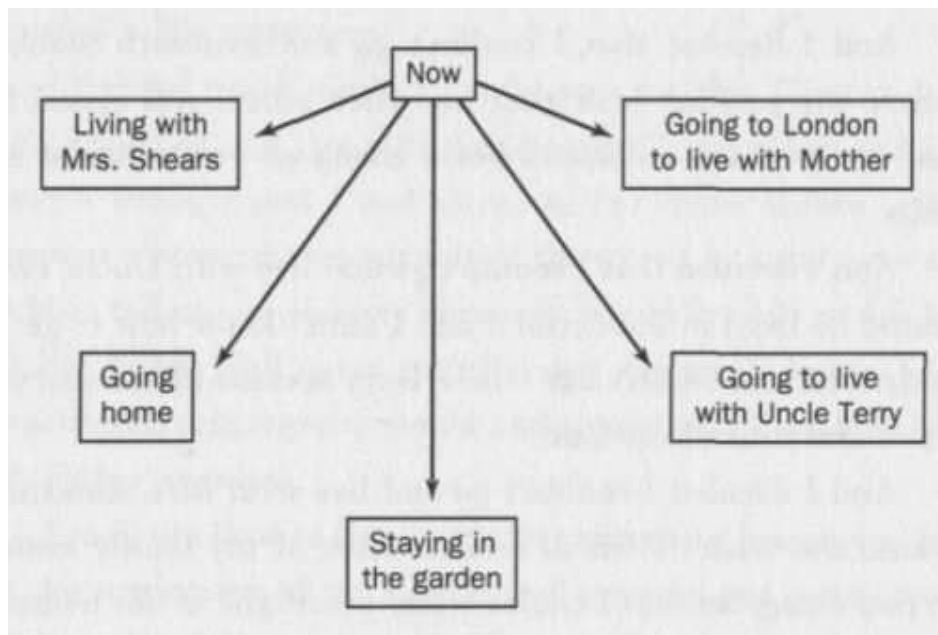 Now
Living with
Mrs. Shears
Going to London
to live with Mother
Going
home
Going to live
with Uncle Terry
Staying in
the garden